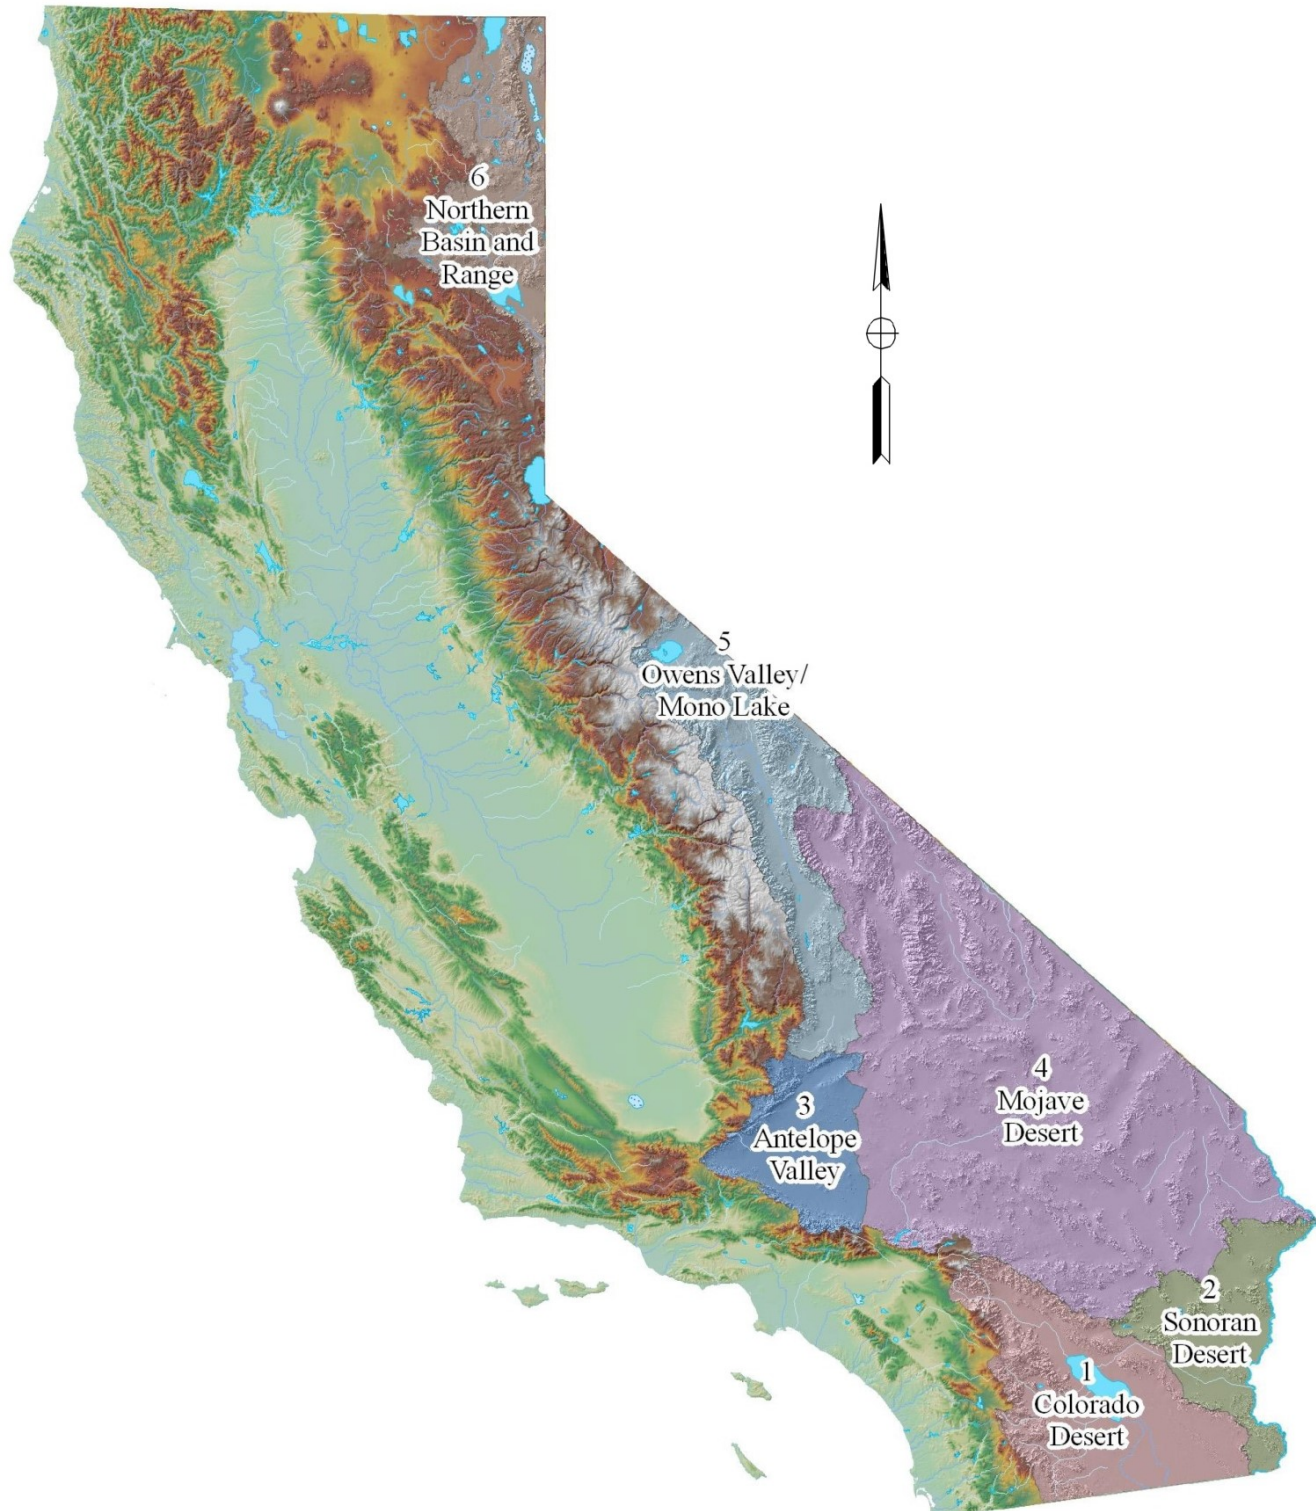 6
Northern
Basin and
Range
5
Owens Valley/
Mono Lake
4
Mojave
Desert
3
Antelope
Valley
2
Sonoran
Desert
1
Colorado
Desert